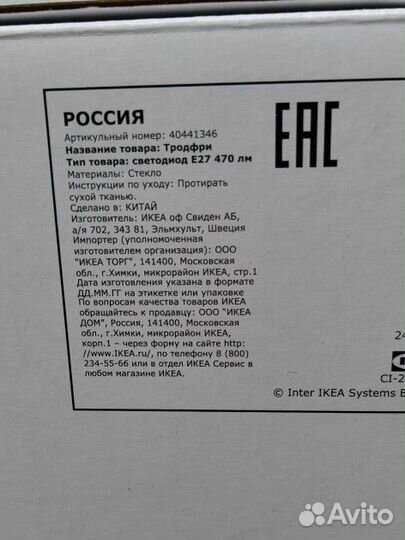 РОССИЯ
Артикульный номер: 40441346
Название товара: Тродфри
Тип товара: светодиод E27 470 лм
Материалы: Стекло
Инструкции по уходу: Протирать
сухой тканью.
Сделано в: КИТАЙ
Изготовитель: ИКЕА оф Свиден АБ,
а/я 702, 343 81, Эльмхульт, Швеция
Импортер (уполномоченная
изготовителем организация): ООО
"ИКЕА ТОРГ", 141400, Московская
обл., г.Химки, микрорайон ИКЕА, стр.1
Дата изготовления указана в формате
ДД.ММ.ГГ на этикетке или упаковке
По вопросам качества товаров ИКЕА
обращайтесь к продавцу: ООО "ИКЕА
ДОМ", Россия, 141400, Московская
обл., г.Химки, микрорайон ИКЕА,
корп.1 – через форму на сайте http:
//www.IKEA.ru/, по телефону 8 (800)
234-55-66 или в отдел ИКЕА Сервис в
любом магазине ИКЕА.
EAC
24
CI-2
© Inter IKEA Systems B
Avito